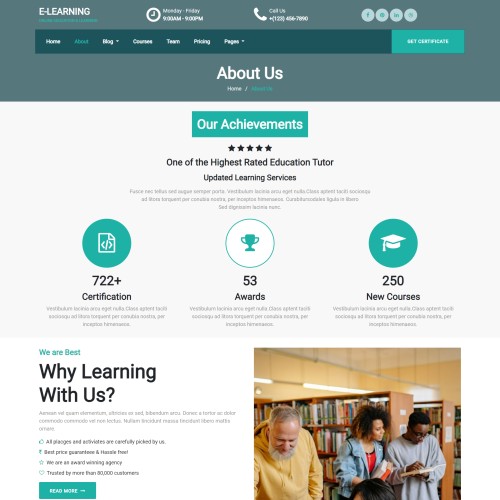 E-LEARNING
Monday - Friday
9:00AM - 9:00PM
Call Us
+(123) 456-7890
Home
About
Blog
Courses
Team
Pricing
Pages
GET CERTIFICATE
About Us
Home / About Us
Our Achievements
One of the Highest Rated Education Tutor
Updated Learning Services
Fusce nec tellus sed augue semper porta. Vestibulum lacinia arcu eget nulla.Class aptent taciti sociosqu
ad litora torquent per conubia nostra, per inceptos himenaeos. Curabitursodales ligula in libero
Sed dignissim lacinia nunc.
722+
Certification
Vestibulum lacinia arcu eget nulla.Class aptent taciti
sociosqu ad litora torquent per conubia nostra, per
inceptos himenaeos.
53
Awards
Vestibulum lacinia arcu eget nulla.Class aptent taciti
sociosqu ad litora torquent per conubia nostra, per
inceptos himenaeos.
250
New Courses
Vestibulum lacinia arcu eget nulla.Class aptent taciti
sociosqu ad litora torquent per conubia nostra, per
inceptos himenaeos.
We are Best
Why Learning
With Us?
Aenean vel quam elementum, ultricies ex sed, bibendum arcu. Donec a tortor ac dolor
commodo commodo vel non lectus. Nullam tincidunt massa tincidunt libero mattis
ornare.
All placges and activiates are carefully picked by us.
Best price guarantee & Hassle free!
We are an award winning agency
Trusted by more than 80,000 customers
READ MORE